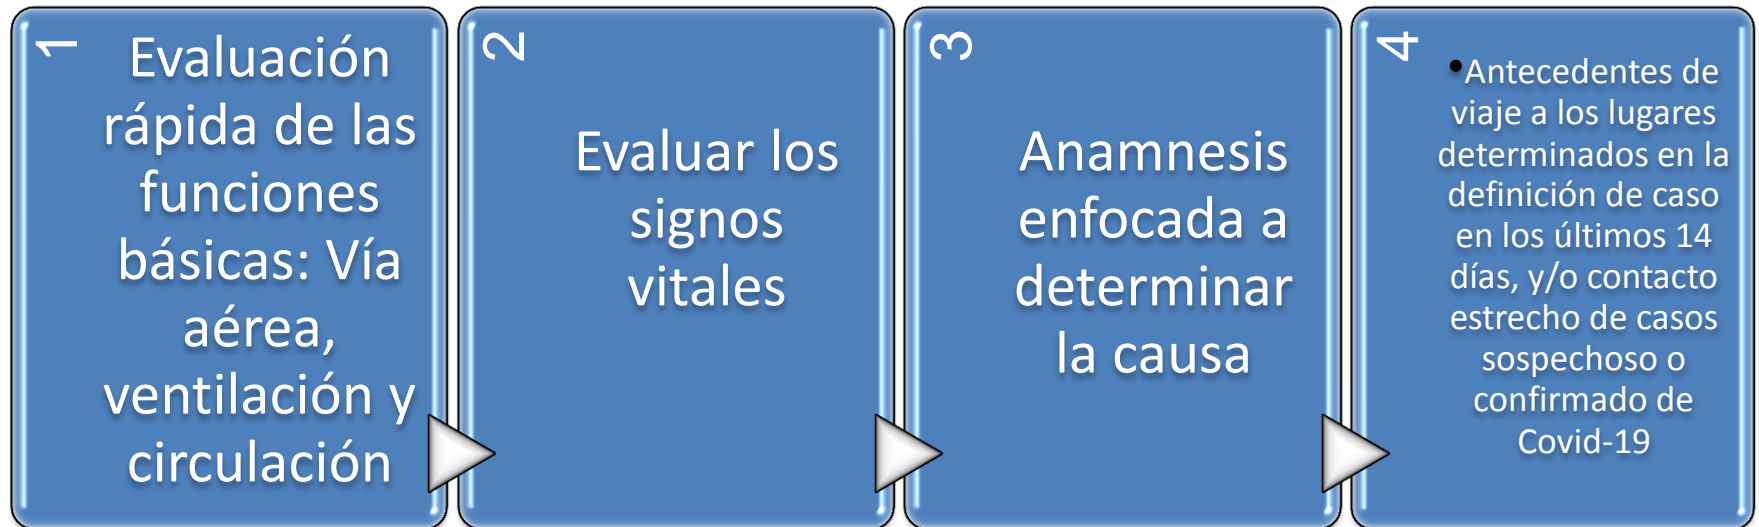 1
Evaluación
rápida de las
funciones
básicas: Vía
aérea,
ventilación y
circulación
2
Evaluar los
signos
vitales
3
Anamnesis
enfocada a
determinar
la causa
4
•Antecedentes de
viaje a los lugares
determinados en la
definición de caso
en los últimos 14
días, y/o contacto
estrecho de casos
sospechoso o
confirmado de
Covid-19